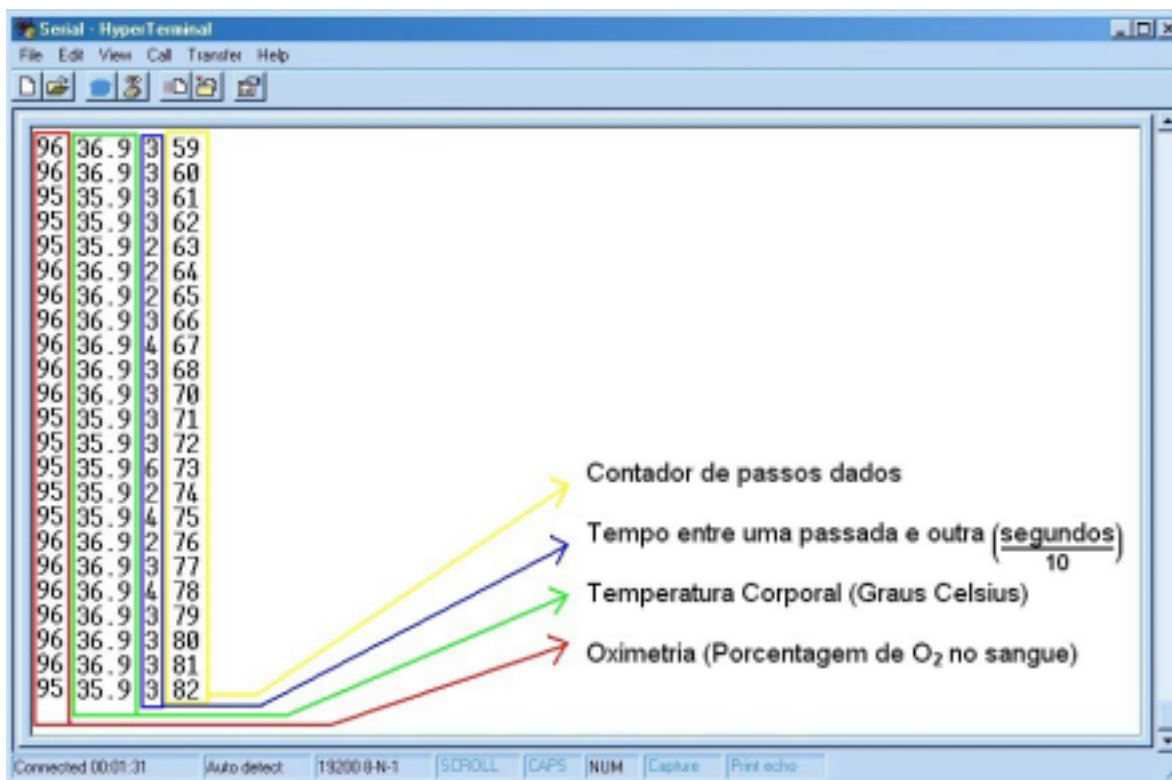 Serial - HyperTerminal
File Edit View Call Transfer Help
96 36.9 3 59
96 36.9 3 60
95 35.9 3 61
95 35.9 3 62
95 35.9 2 63
96 36.9 2 64
96 36.9 2 65
96 36.9 3 66
96 36.9 4 67
96 36.9 3 68
96 36.9 3 70
95 35.9 3 71
95 35.9 3 72
95 35.9 6 73
95 35.9 2 74
95 35.9 4 75
96 36.9 2 76
96 36.9 3 77
96 36.9 4 78
96 36.9 3 79
96 36.9 3 80
96 36.9 3 81
95 35.9 3 82
Contador de passos dados
Tempo entre uma passada e outra (segundos/10)
Temperatura Corporal (Graus Celsius)
Oximetria (Porcentagem de O₂ no sangue)
Connected 00:01:31 Auto detect 19200 8-N-1 SCROLL CAPS NUM Capture Print echo